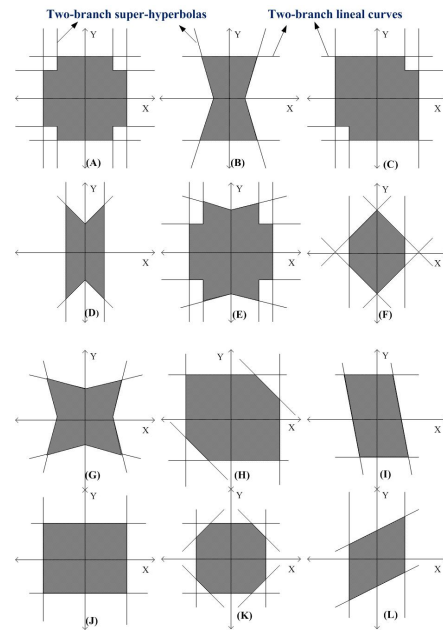 Two-branch super-hyperbolas Two-branch lineal curves
Y Y Y
X X X
(A) (B) (C)
Y Y Y
X X X
(D) (E) (F)
Y Y Y
X X X
(G) (H) (I)
Y Y Y
X X X
(J) (K) (L)